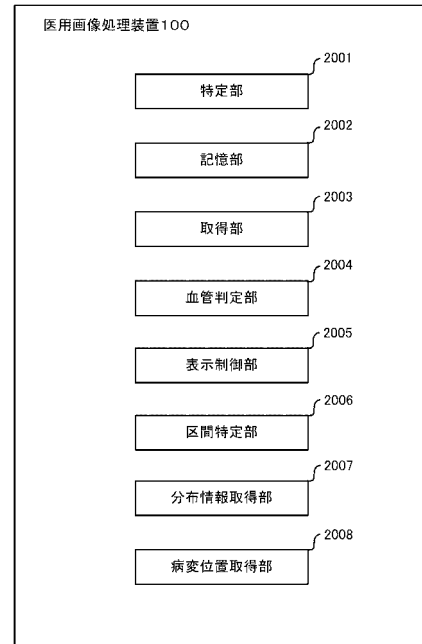 医用画像処理装置100
2001
特定部
2002
記憶部
2003
取得部
2004
血管判定部
2005
表示制御部
2006
区間特定部
2007
分布情報取得部
2008
病変位置取得部